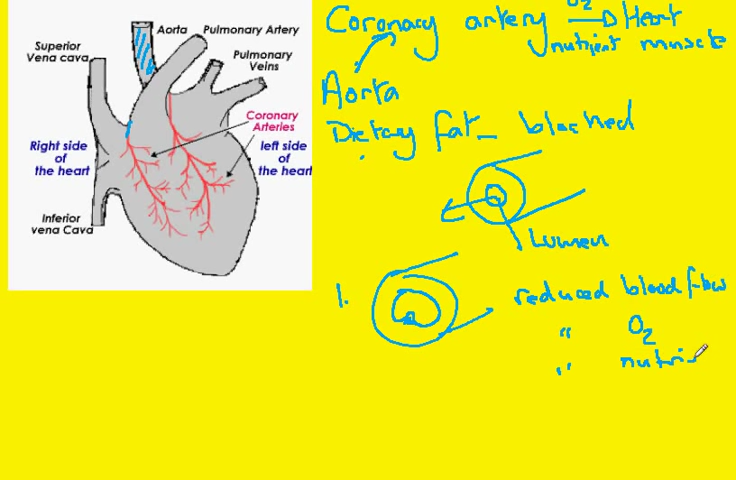 Aorta
Pulmonary Artery
Superior
Vena cava
Pulmonary
Veins
Coronary
Arteries
Right side
of
the heart
left side
of
the heart
Inferior
vena Cava
Coronary artery O2 Heart
nutrient muscle
Aorta
Dietary fat_ blocked
Lumen
1. reduced blood flow
" O2
" nutri